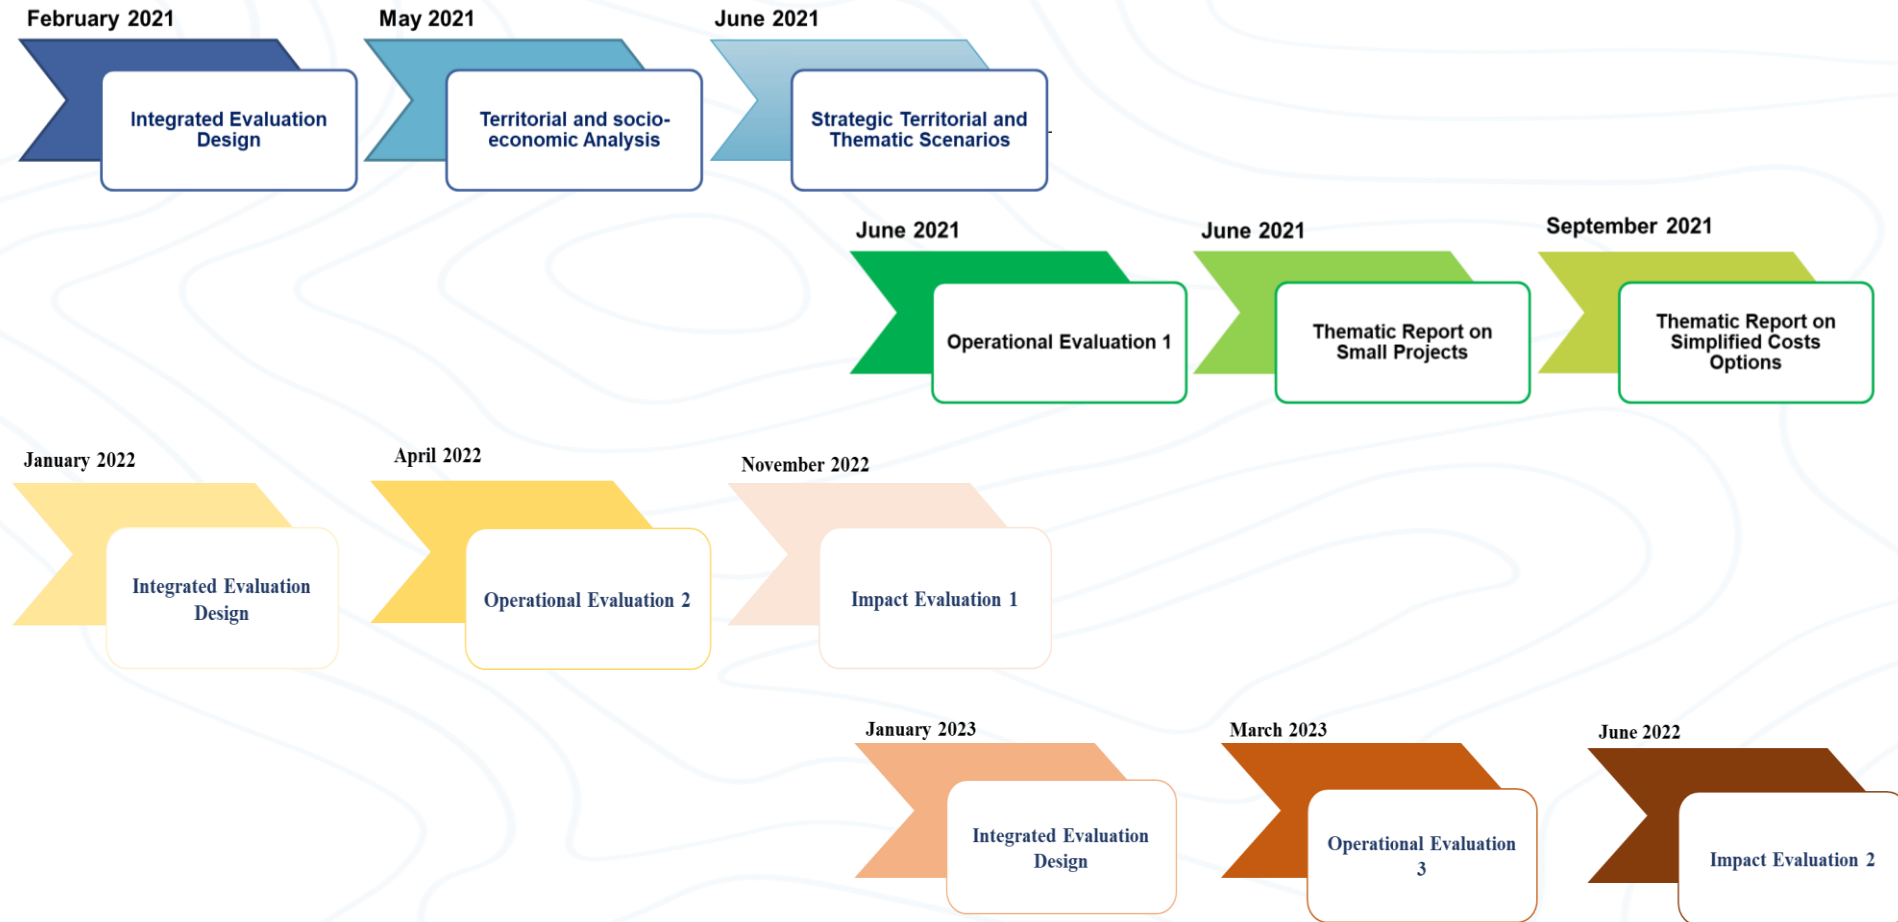 February 2021
Integrated Evaluation
Design
May 2021
Territorial and socio-
economic Analysis
June 2021
Strategic Territorial and
Thematic Scenarios
June 2021
Operational Evaluation 1
June 2021
Thematic Report on
Small Projects
September 2021
Thematic Report on
Simplified Costs
Options
January 2022
Integrated Evaluation
Design
April 2022
Operational Evaluation 2
November 2022
Impact Evaluation 1
January 2023
Integrated Evaluation
Design
March 2023
Operational Evaluation
3
June 2022
Impact Evaluation 2